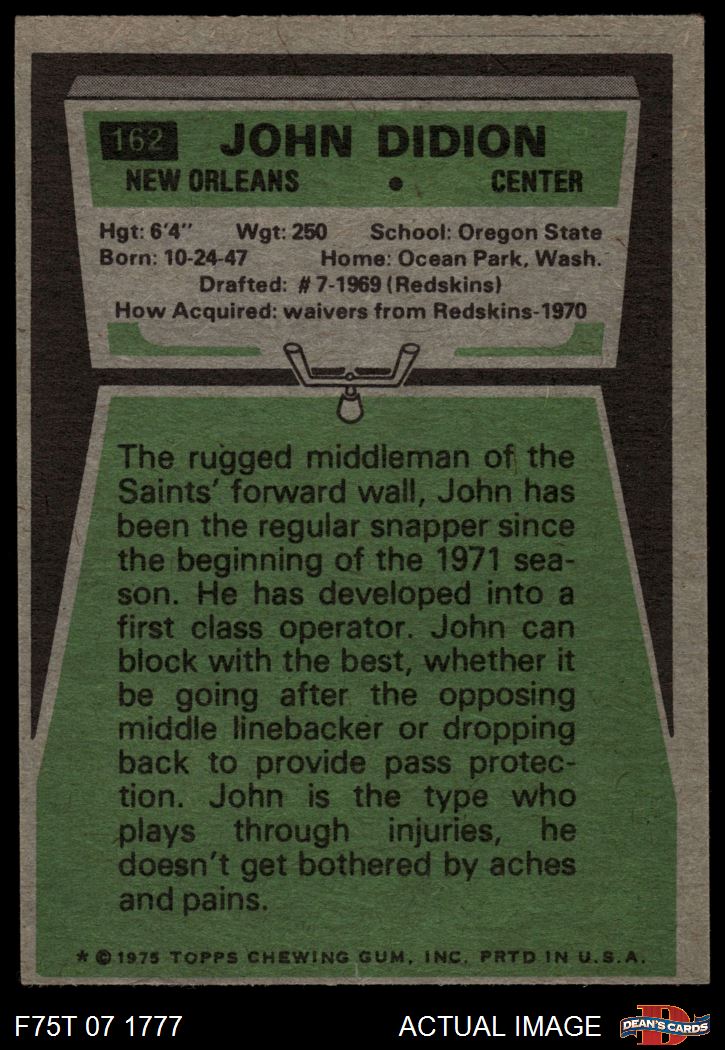 162 JOHN DIDION
NEW ORLEANS • CENTER
Hgt: 6'4" Wgt: 250 School: Oregon State
Born: 10-24-47 Home: Ocean Park, Wash.
Drafted: #7-1969 (Redskins)
How Acquired: waivers from Redskins-1970
The rugged middleman of the
Saints' forward wall, John has
been the regular snapper since
the beginning of the 1971 sea-
son. He has developed into a
first class operator. John can
block with the best, whether it
be going after the opposing
middle linebacker or dropping
back to provide pass protec-
tion. John is the type who
plays through injuries, he
doesn't get bothered by aches
and pains.
* © 1975 TOPPS CHEWING GUM, INC. PRTD IN U.S.A.
F75T 07 1777 ACTUAL IMAGE D DEAN'S CARDS